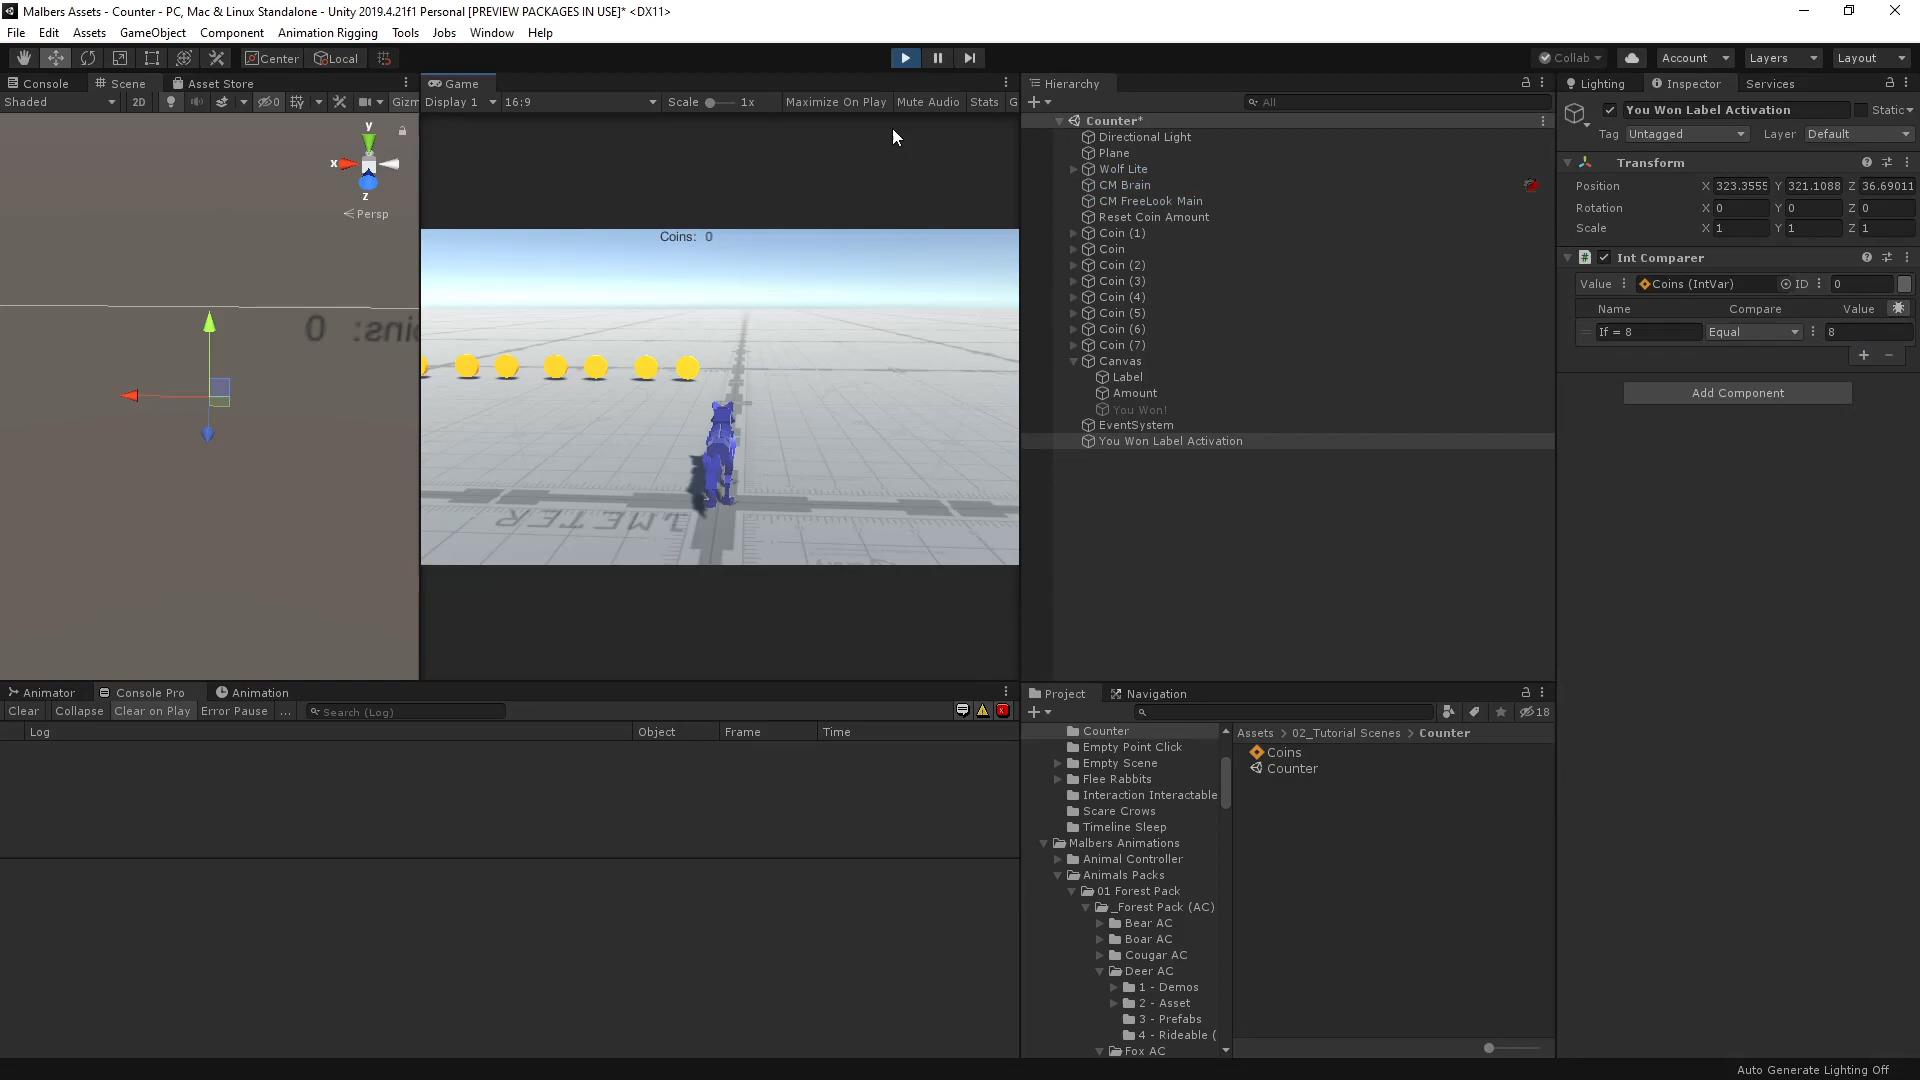 Malbers Assets - Counter - PC, Mac & Linux Standalone - Unity 2019.4.21f1 Personal [PREVIEW PACKAGES IN USE]* <DX11>
File Edit Assets GameObject Component Animation Rigging Tools Jobs Window Help
Center Local Collab Account Layers Layout
Console Scene Asset Store
Shaded 2D 0 Gizm
y
x
z
Persp
0
Game
Display 1 16:9 Scale 1x Maximize On Play Mute Audio Stats G
Coins: 0
1METER
Hierarchy
All
Counter*
Directional Light
Plane
Wolf Lite
CM Brain
CM FreeLook Main
Reset Coin Amount
Coin (1)
Coin
Coin (2)
Coin (3)
Coin (4)
Coin (5)
Coin (6)
Coin (7)
Canvas
Label
Amount
You Won!
EventSystem
You Won Label Activation
Lighting Inspector Services
You Won Label Activation Static
Tag Untagged Layer Default
Transform
Position X 323.3555 Y 321.1088 Z 36.69011
Rotation X 0 Y 0 Z 0
Scale X 1 Y 1 Z 1
Int Comparer
Value Coins (IntVar) ID 0
Name Compare Value
If = 8 Equal 8
+ -
Add Component
Animator Console Pro Animation
Clear Collapse Clear on Play Error Pause ... Search (Log)
Log Object Frame Time
Project Navigation
18
Counter
Empty Point Click
Empty Scene
Flee Rabbits
Interaction Interactable
Scare Crows
Timeline Sleep
Malbers Animations
Animal Controller
Animals Packs
01 Forest Pack
_Forest Pack (AC)
Bear AC
Boar AC
Cougar AC
Deer AC
1 - Demos
2 - Asset
3 - Prefabs
4 - Rideable (
Fox AC
Assets > 02_Tutorial Scenes > Counter
Coins
Counter
Auto Generate Lighting Off